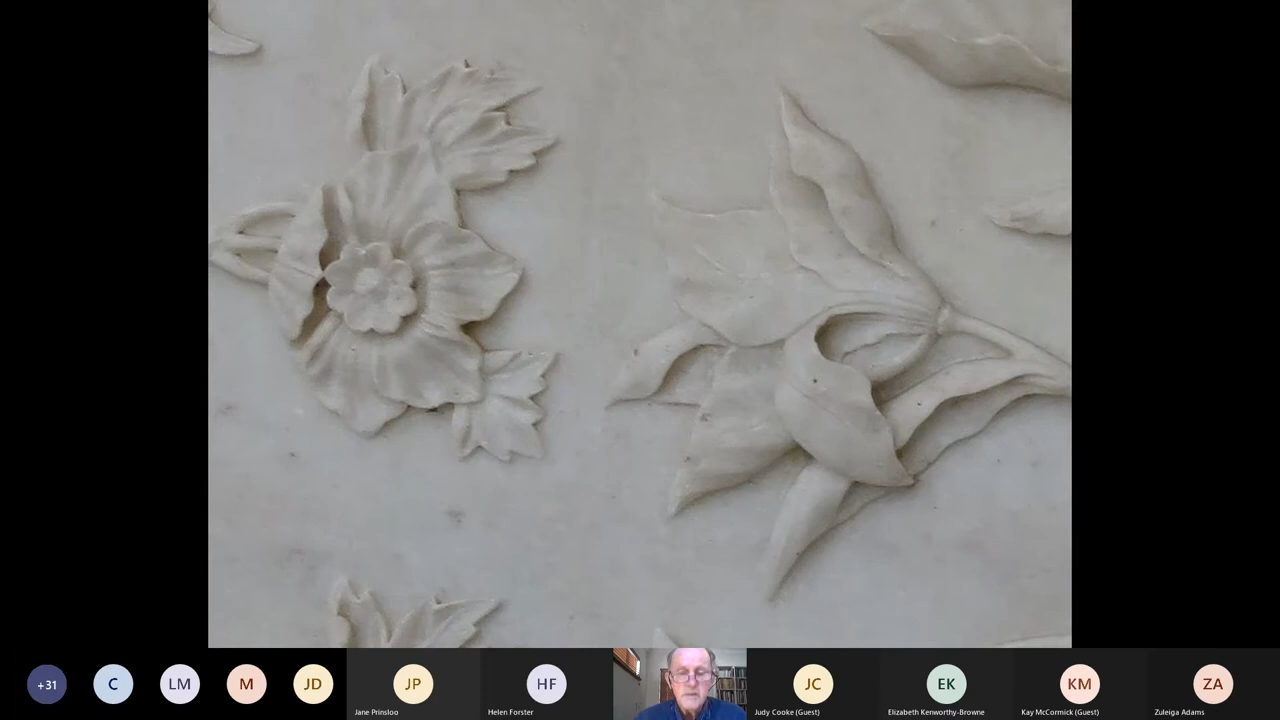 +31
C
LM
M
JD
JP
Jane Prinsloo
HF
Helen Forster
JC
Judy Cooke (Guest)
EK
Elizabeth Kenworthy-Browne
KM
Kay McCormick (Guest)
ZA
Zuleiga Adams